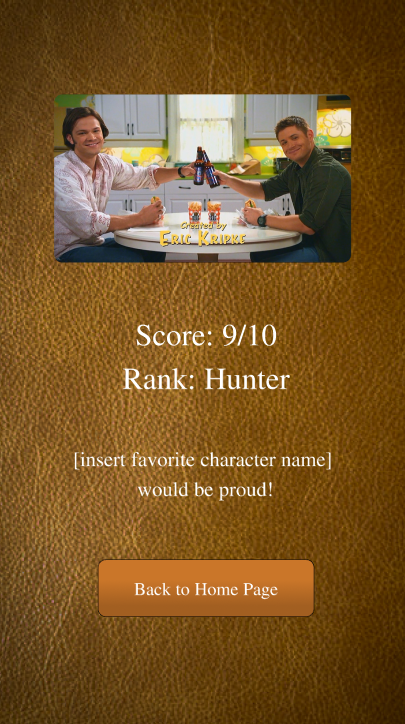 Created by
ERIC KRIPKE
Score: 9/10
Rank: Hunter
[insert favorite character name]
would be proud!
Back to Home Page